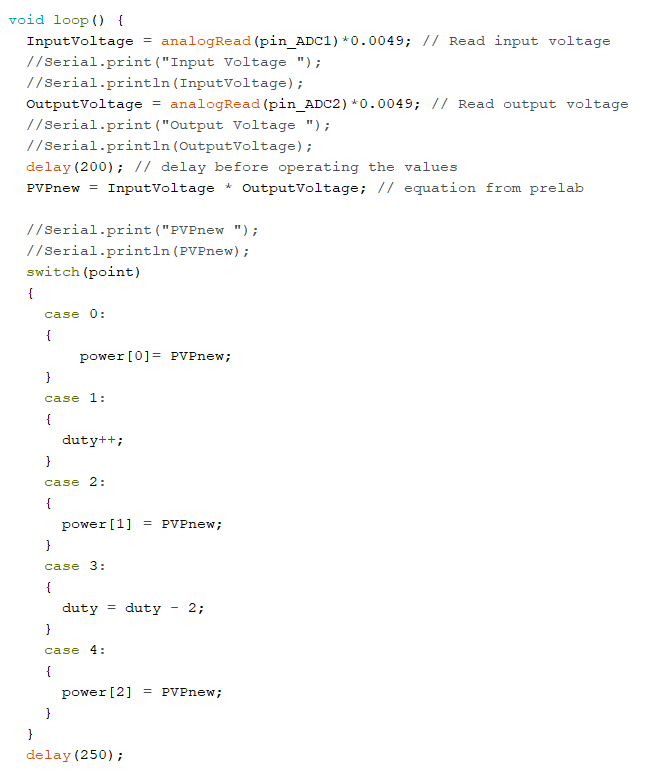 void loop() {
  InputVoltage = analogRead(pin_ADC1)*0.0049; // Read input voltage
  //Serial.print("Input Voltage ");
  //Serial.println(InputVoltage);
  OutputVoltage = analogRead(pin_ADC2)*0.0049; // Read output voltage
  //Serial.print("Output Voltage ");
  //Serial.println(OutputVoltage);
  delay(200); // delay before operating the values
  PVPnew = InputVoltage * OutputVoltage; // equation from prelab

  //Serial.print("PVPnew ");
  //Serial.println(PVPnew);
  switch(point)
  {
    case 0:
    {
        power[0]= PVPnew;
    }
    case 1:
    {
      duty++;
    }
    case 2:
    {
      power[1] = PVPnew;
    }
    case 3:
    {
      duty = duty - 2;
    }
    case 4:
    {
      power[2] = PVPnew;
    }
  }
  delay(250);